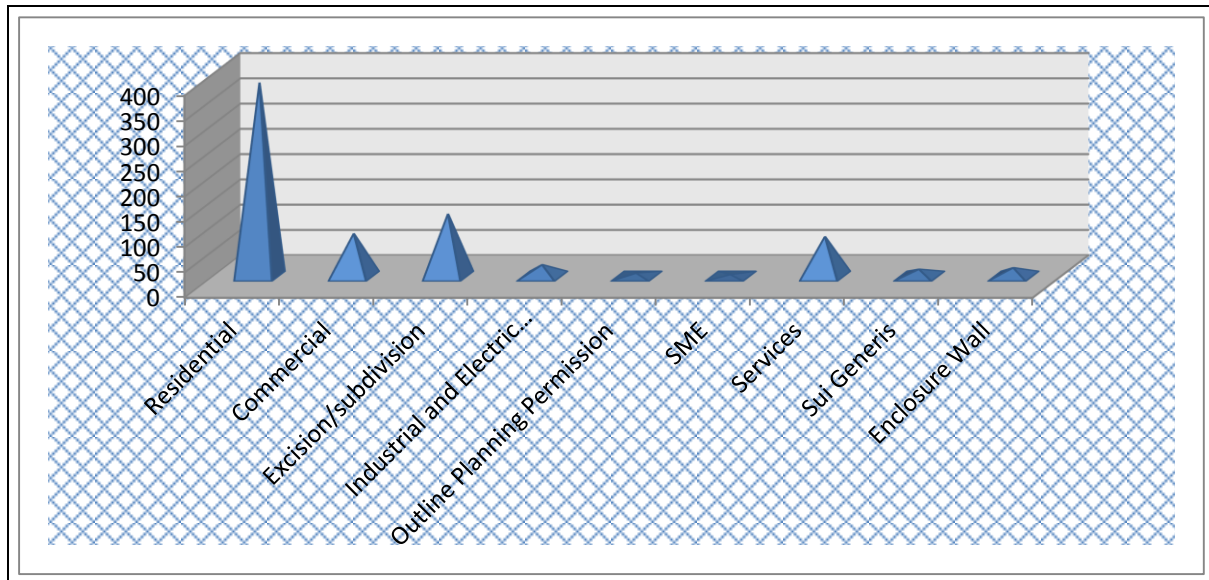 400
350
300
250
200
150
100
50
0
Residential
Commercial
Excision/subdivision
Industrial and Electric...
Outline Planning Permission
SME
Services
Sui Generis
Enclosure Wall